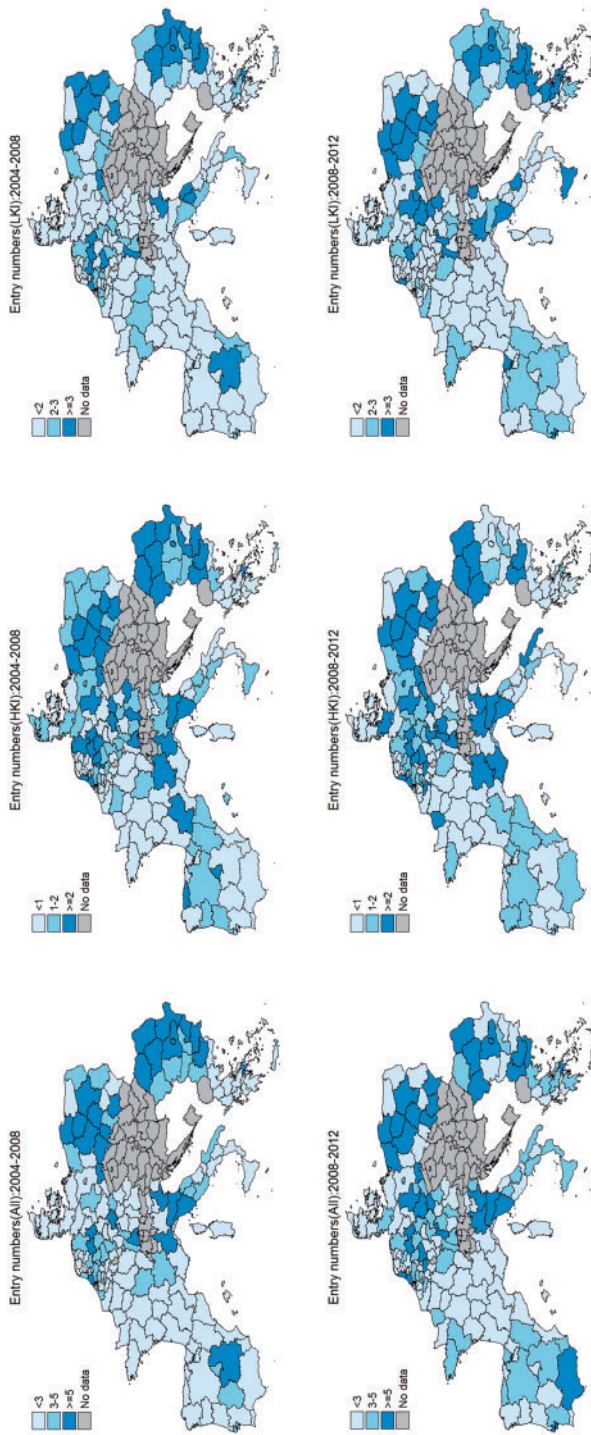 Entry numbers(All):2004-2008
<3
3-5
>=5
No data
Entry numbers(HKI):2004-2008
<1
1-2
>=2
No data
Entry numbers(LKI):2004-2008
<2
2-3
>=3
No data
Entry numbers(All):2008-2012
<3
3-5
>=5
No data
Entry numbers(HKI):2008-2012
<1
1-2
>=2
No data
Entry numbers(LKI):2008-2012
<2
2-3
>=3
No data